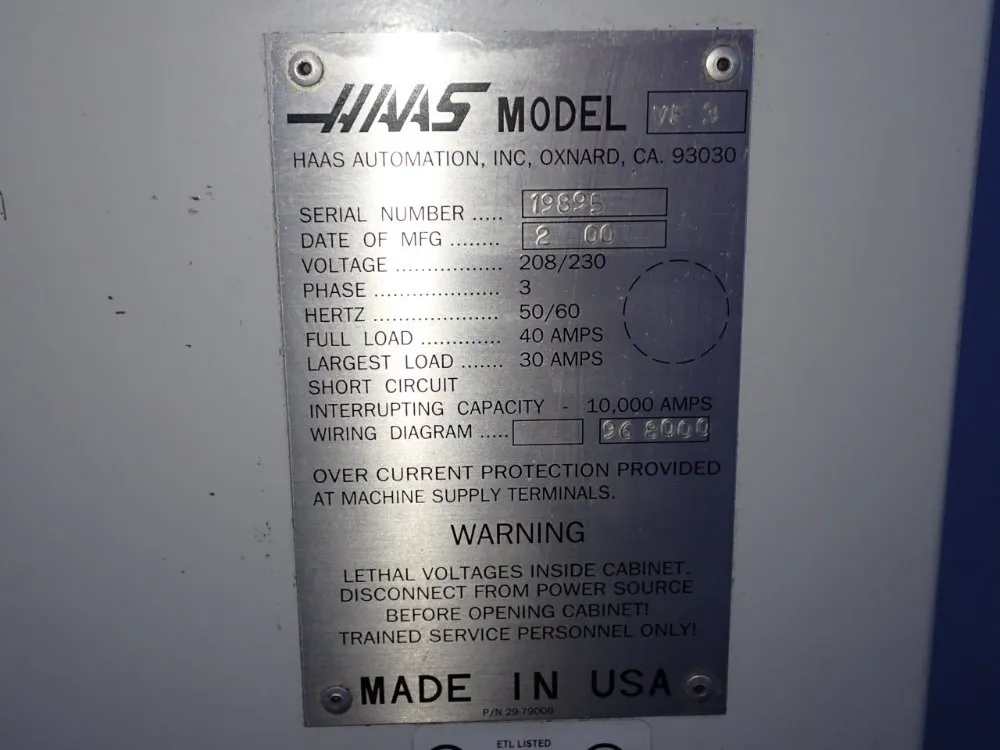 HAAS MODEL VF 3
HAAS AUTOMATION, INC, OXNARD, CA. 93030
SERIAL NUMBER ..... 19895
DATE OF MFG ........ 2 00
VOLTAGE ................. 208/230
PHASE .................... 3
HERTZ .................... 50/60
FULL LOAD ............. 40 AMPS
LARGEST LOAD ....... 30 AMPS
SHORT CIRCUIT
INTERRUPTING CAPACITY - 10,000 AMPS
WIRING DIAGRAM ..... 96 8000
OVER CURRENT PROTECTION PROVIDED
AT MACHINE SUPPLY TERMINALS.
WARNING
LETHAL VOLTAGES INSIDE CABINET.
DISCONNECT FROM POWER SOURCE
BEFORE OPENING CABINET!
TRAINED SERVICE PERSONNEL ONLY!
MADE IN USA
P/N 29-7900B
ETL LISTED